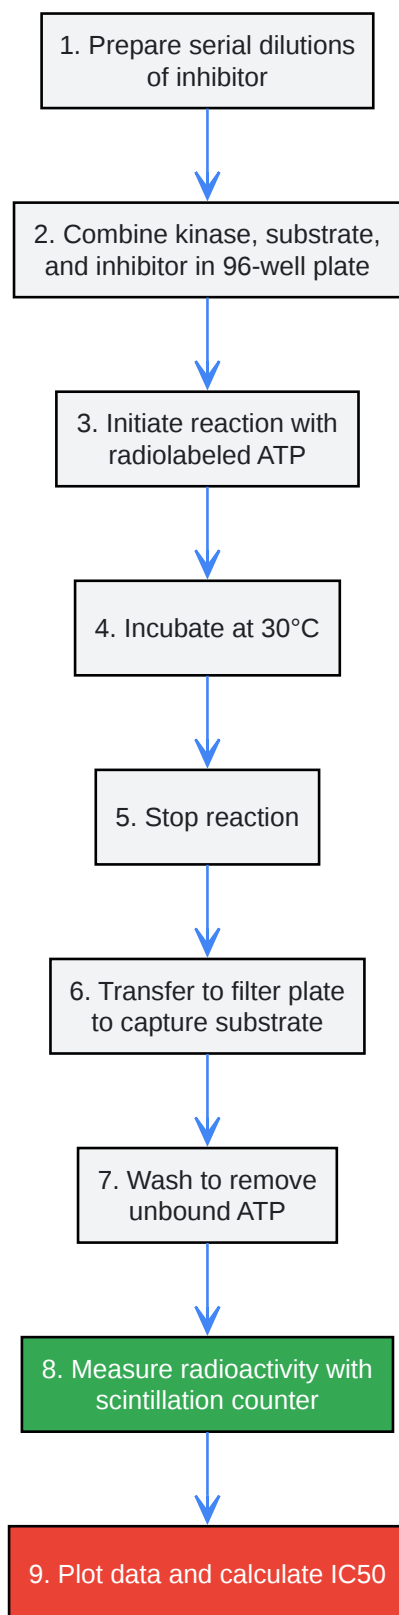 1. Prepare serial dilutions
of inhibitor
2. Combine kinase, substrate,
and inhibitor in 96-well plate
3. Initiate reaction with
radiolabeled ATP
4. Incubate at 30°C
5. Stop reaction
6. Transfer to filter plate
to capture substrate
7. Wash to remove
unbound ATP
8. Measure radioactivity with
scintillation counter
9. Plot data and calculate IC50